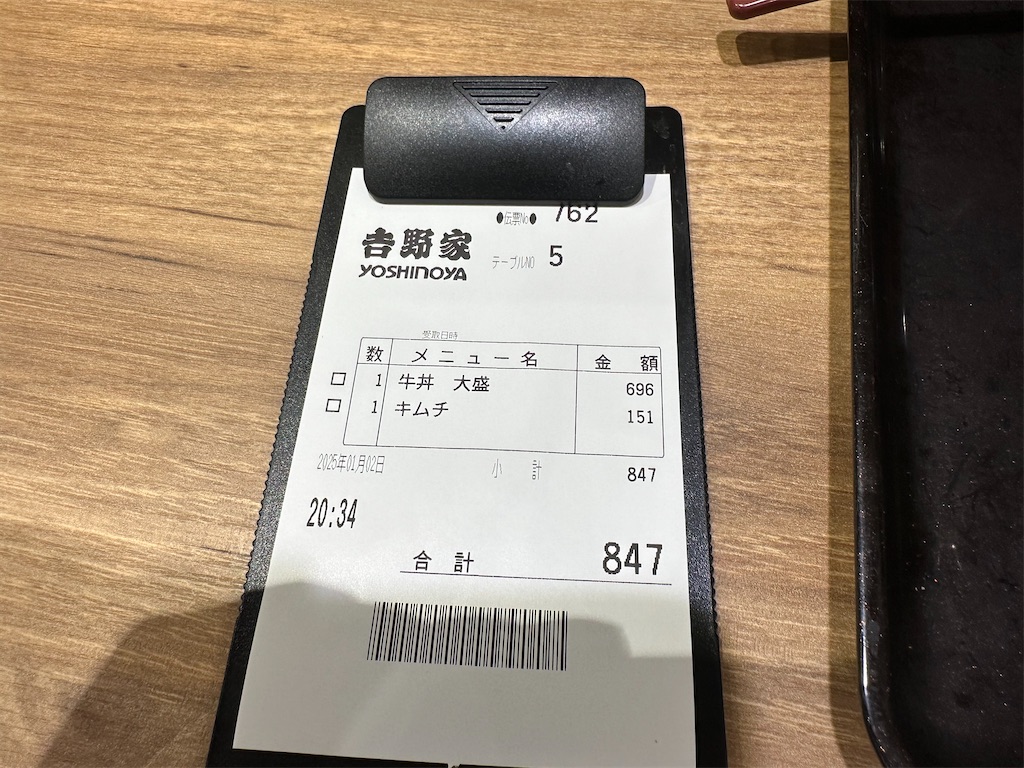 ●伝票No● 762
吉野家
YOSHINOYA
テーブルNO 5
受取日時
数 メニュー名 金額
□ 1 牛丼 大盛 696
□ 1 キムチ 151
2025年01月02日 小計 847
20:34
合計 847